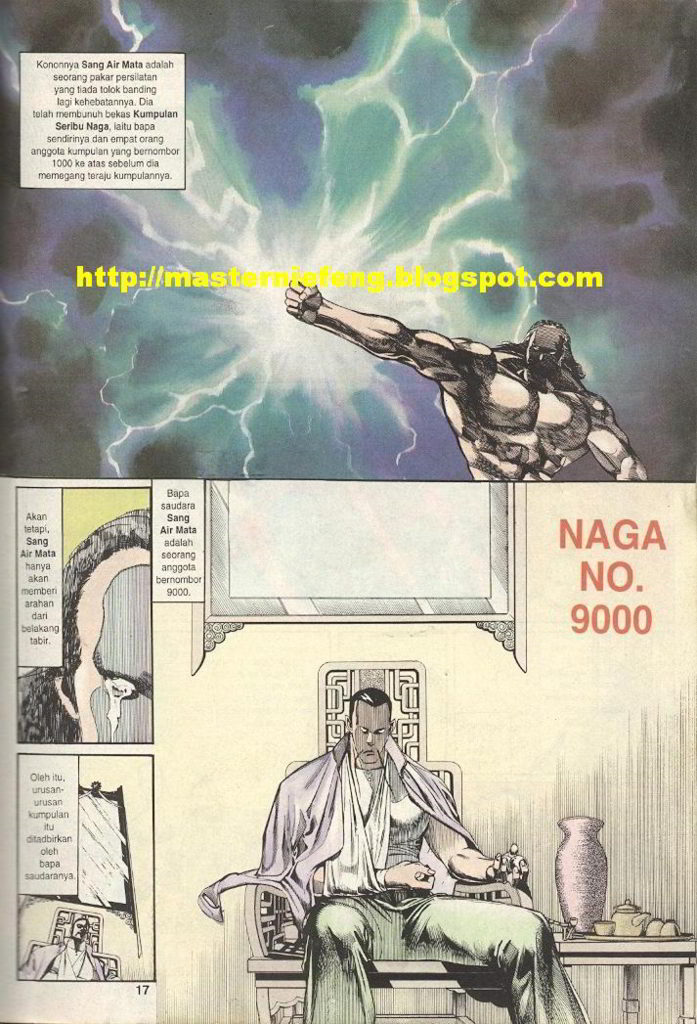 Kononnya Sang Air Mata adalah
seorang pakar persilatan
yang tiada tolok banding
lagi kehebatannya. Dia
telah membunuh bekas Kumpulan
Seribu Naga, iaitu bapa
sendirinya dan empat orang
anggota kumpulan yang bernombor
1000 ke atas sebelum dia
memegang teraju kumpulannya.
http://masterniefeng.blogspot.com
Akan
tetapi,
Sang
Air Mata
hanya
akan
memberi
arahan
dari
belakang
tabir.
Bapa
saudara
Sang
Air Mata
adalah
seorang
anggota
bernombor
9000.
NAGA
NO.
9000
Oleh itu,
urusan-
urusan
kumpulan
itu
ditadbirkan
oleh
bapa
saudaranya.
17